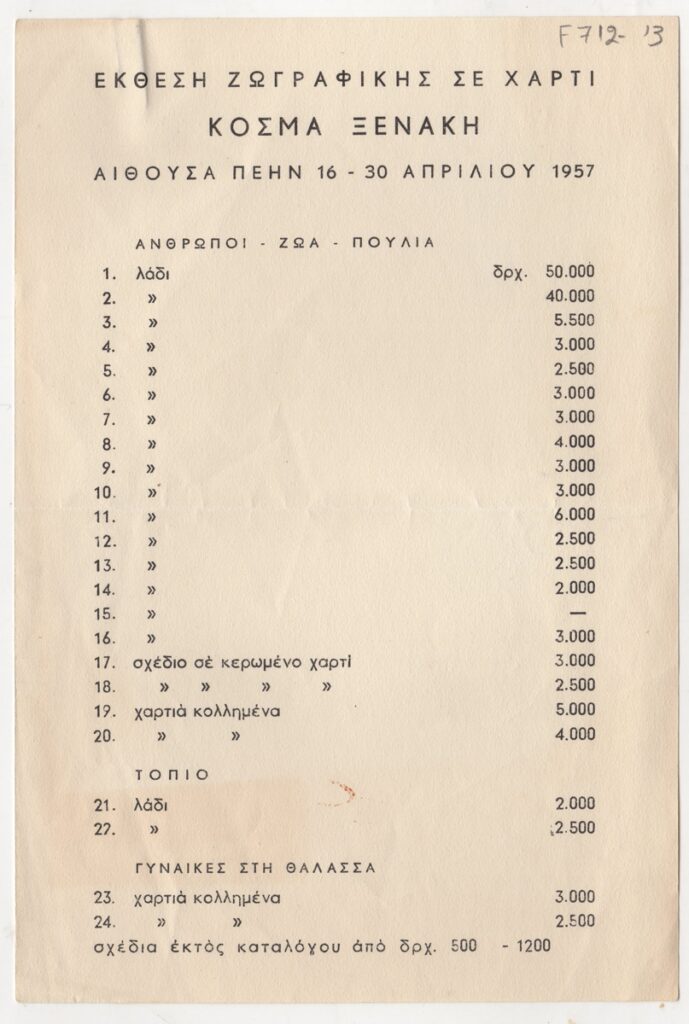 F712-13
ΕΚΘΕΣΗ ΖΩΓΡΑΦΙΚΗΣ ΣΕ ΧΑΡΤΙ
ΚΟΣΜΑ ΞΕΝΑΚΗ
ΑΙΘΟΥΣΑ ΠΕΗΝ 16 - 30 ΑΠΡΙΛΙΟΥ 1957
ΑΝΘΡΩΠΟΙ - ΖΩΑ - ΠΟΥΛΙΑ
1. λάδι δρχ. 50.000
2. » 40.000
3. » 5.500
4. » 3.000
5. » 2.500
6. » 3.000
7. » 3.000
8. » 4.000
9. » 3.000
10. » 3.000
11. » 6.000
12. » 2.500
13. » 2.500
14. » 2.000
15. » —
16. » 3.000
17. σχέδιο σὲ κερωμένο χαρτὶ 3.000
18. » » » » 2.500
19. χαρτιὰ κολλημένα 5.000
20. » » 4.000
ΤΟΠΙΟ
21. λάδι 2.000
22. » 2.500
ΓΥΝΑΙΚΕΣ ΣΤΗ ΘΑΛΑΣΣΑ
23. χαρτιὰ κολλημένα 3.000
24. » » 2.500
σχέδια ἐκτὸς καταλόγου ἀπὸ δρχ. 500 - 1200